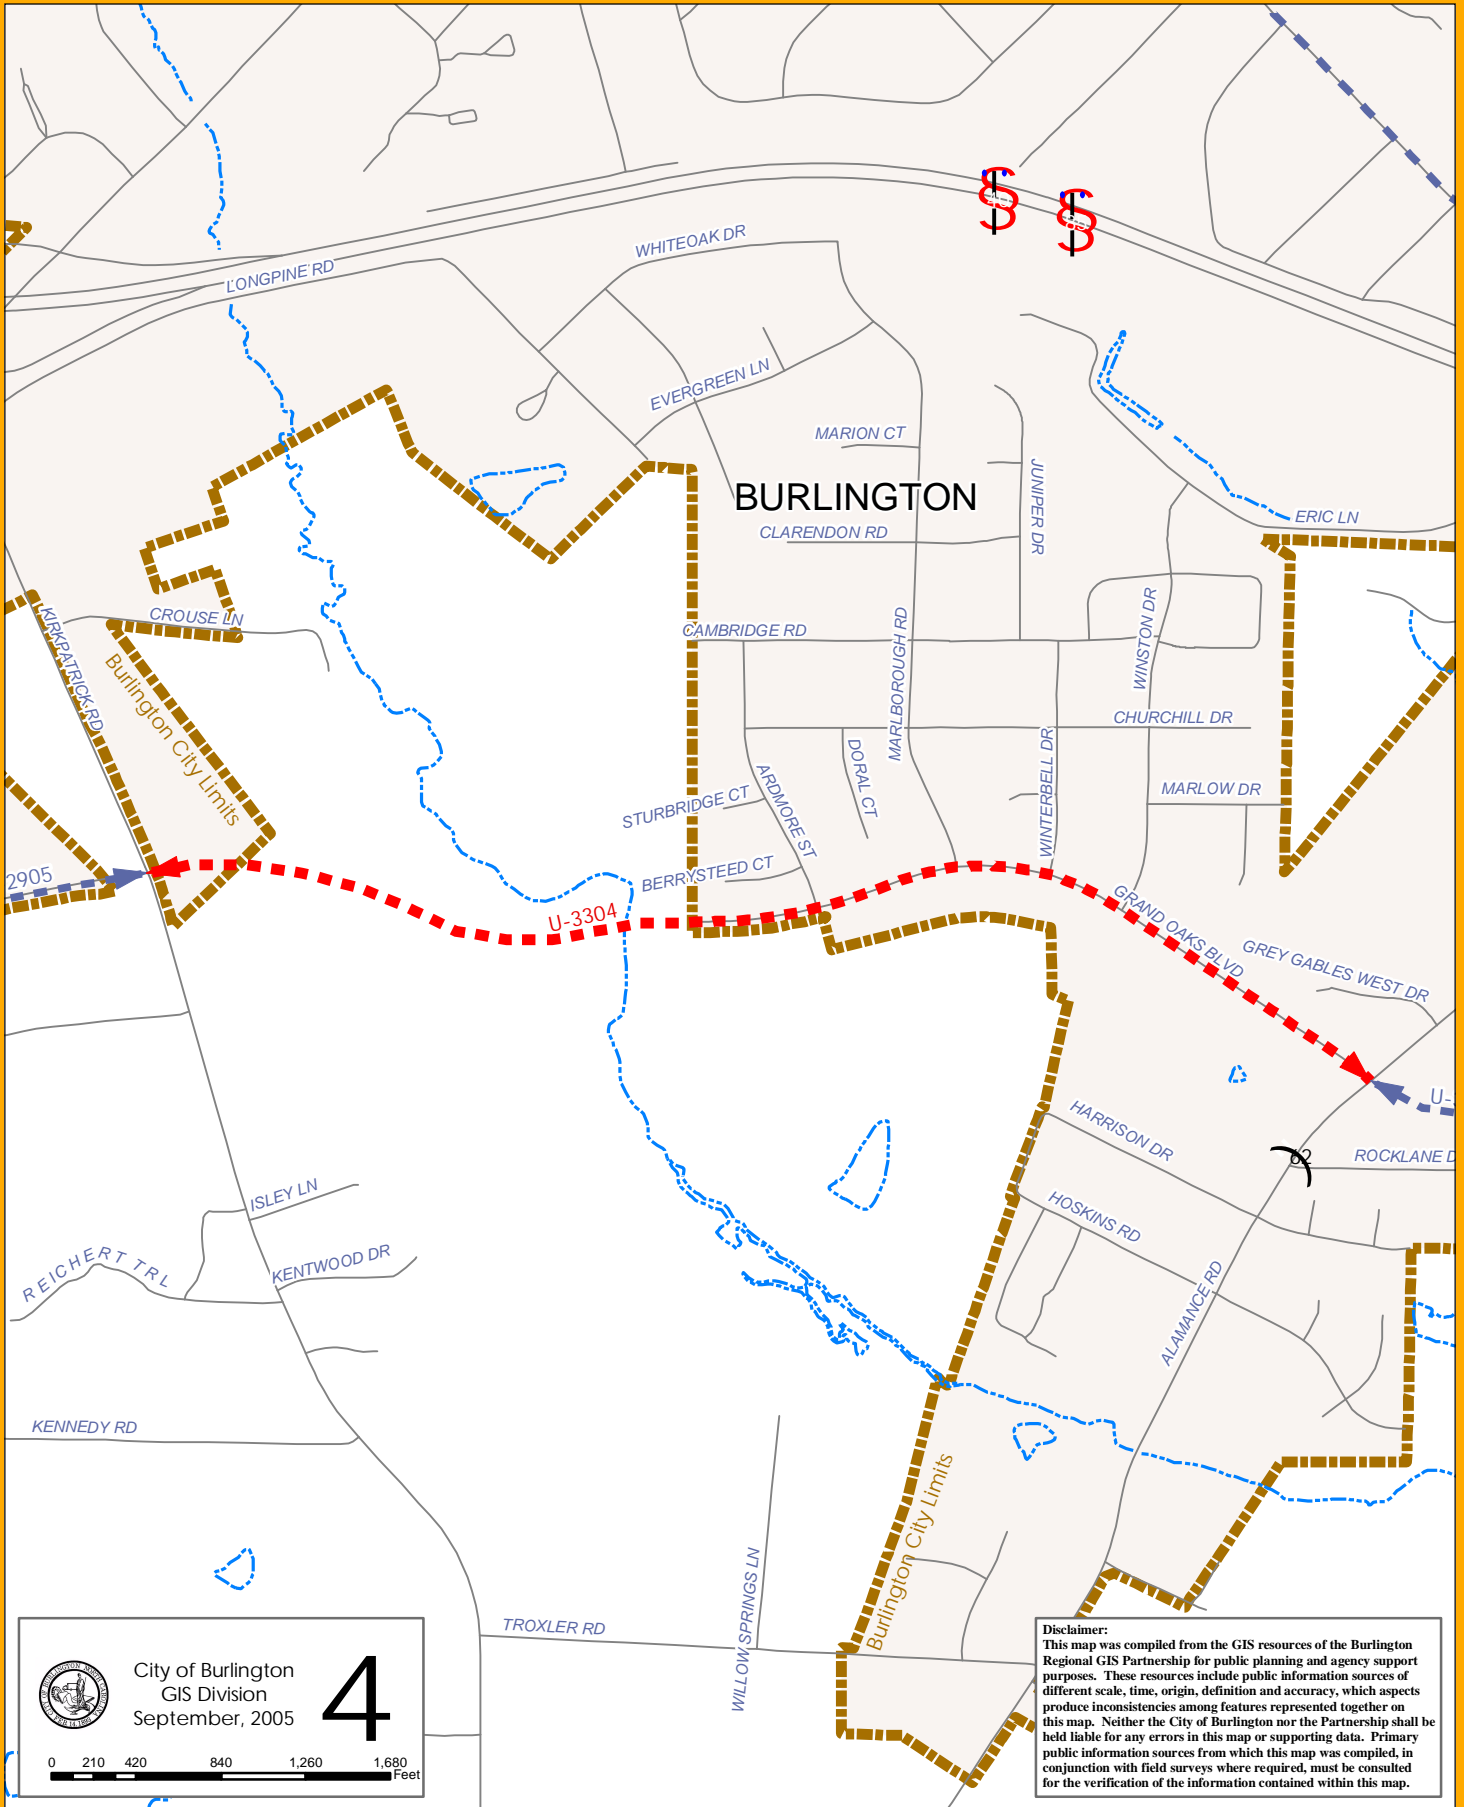 WHITEOAK DR
LONGPINE RD
EVERGREEN LN
MARION CT
JUNIPER DR
BURLINGTON
CLARENDON RD
ERIC LN
CROUSE LN
KIRKPATRICK RD
CAMBRIDGE RD
MARLBOROUGH RD
WINSTON DR
Burlington City Limits
CHURCHILL DR
DORAL CT
WINTERBELL DR
ARDMORE ST
STURBRIDGE CT
MARLOW DR
2905
BERRYSTEED CT
U-3304
GRAND OAKS BLVD
GREY GABLES WEST DR
U-
HARRISON DR
62
ROCKLANE D
ISLEY LN
HOSKINS RD
REICHERT TRL
KENTWOOD DR
ALAMANCE RD
KENNEDY RD
Burlington City Limits
WILLOW SPRINGS LN
TROXLER RD
City of Burlington
GIS Division
September, 2005
4
0 210 420 840 1,260 1,680
Feet
Disclaimer:
This map was compiled from the GIS resources of the Burlington
Regional GIS Partnership for public planning and agency support
purposes. These resources include public information sources of
different scale, time, origin, definition and accuracy, which aspects
produce inconsistencies among features represented together on
this map. Neither the City of Burlington nor the Partnership shall be
held liable for any errors in this map or supporting data. Primary
public information sources from which this map was compiled, in
conjunction with field surveys where required, must be consulted
for the verification of the information contained within this map.